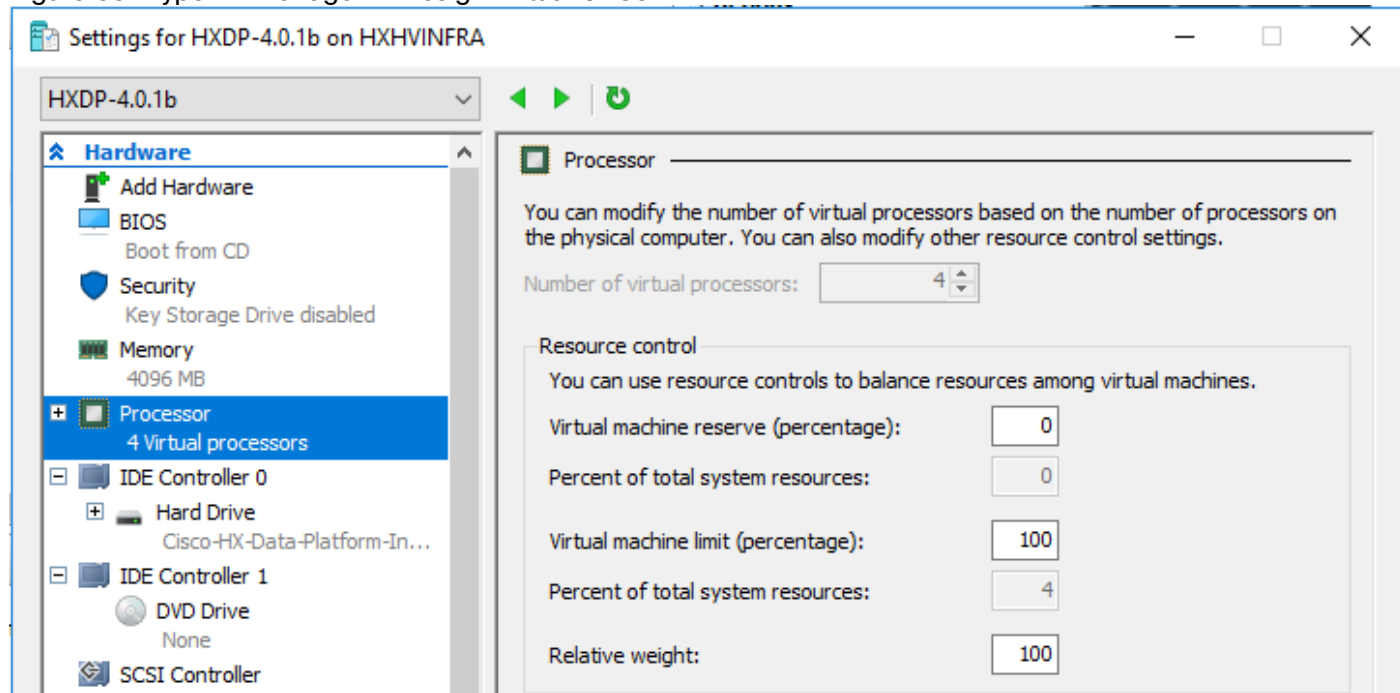 Settings for HXDP-4.0.1b on HXHVINFRA
HXDP-4.0.1b
Hardware
Add Hardware
BIOS
Boot from CD
Security
Key Storage Drive disabled
Memory
4096 MB
Processor
4 Virtual processors
IDE Controller 0
Hard Drive
Cisco-HX-Data-Platform-In...
IDE Controller 1
DVD Drive
None
SCSI Controller
Processor
You can modify the number of virtual processors based on the number of processors on
the physical computer. You can also modify other resource control settings.
Number of virtual processors: 4
Resource control
You can use resource controls to balance resources among virtual machines.
Virtual machine reserve (percentage): 0
Percent of total system resources: 0
Virtual machine limit (percentage): 100
Percent of total system resources: 4
Relative weight: 100